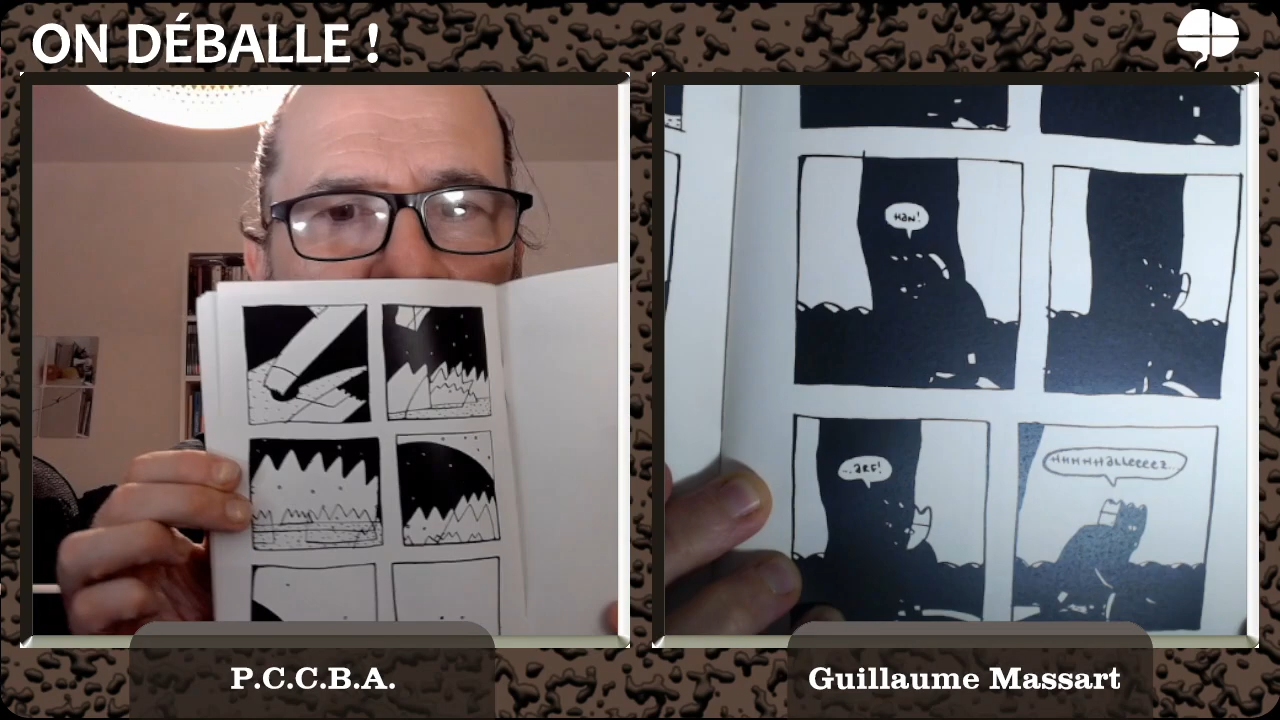 ON DÉBALLE !
HaN!
...aRF!
HHHHHaLLeeeeZ...
P.C.C.B.A.
Guillaume Massart